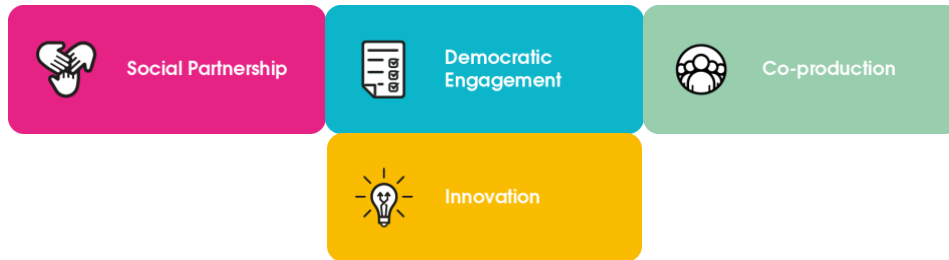 Social Partnership
Democratic
Engagement
Co-production
Innovation